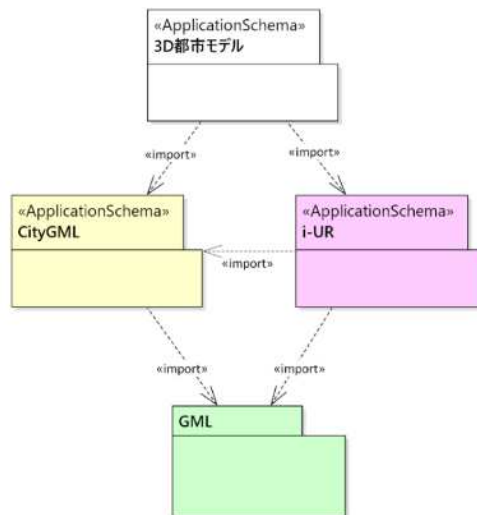 «ApplicationSchema»
3D都市モデル
«import»
«import»
«ApplicationSchema»
CityGML
«ApplicationSchema»
i-UR
«import»
«import»
«import»
GML